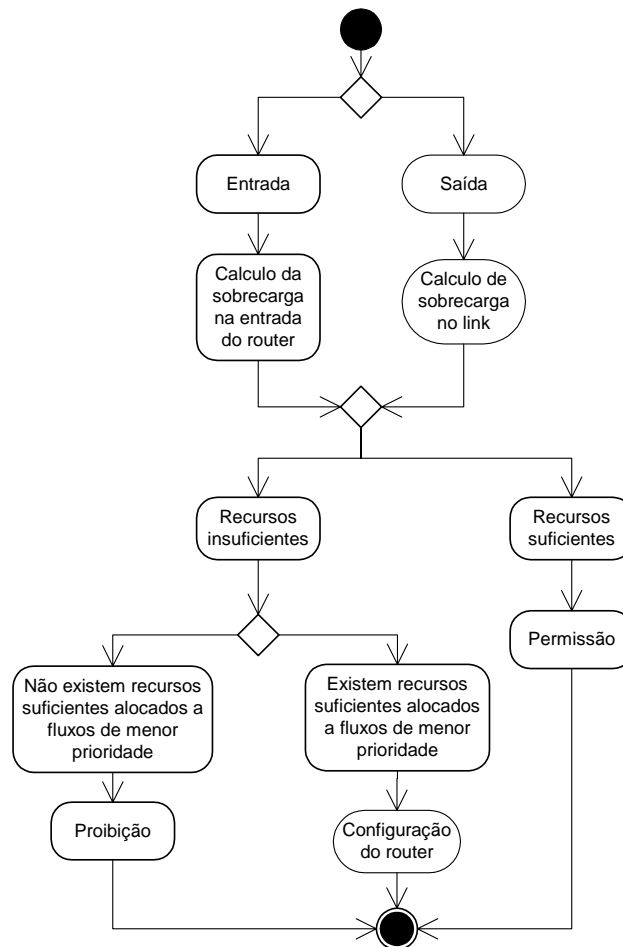 Entrada
Saída
Calculo da
sobrecarga
na entrada
do router
Calculo de
sobrecarga
no link
Recursos
insuficientes
Recursos
suficientes
Permissão
Não existem recursos
suficientes alocados a
fluxos de menor
prioridade
Existem recursos
suficientes alocados
a fluxos de menor
prioridade
Proibição
Configuração
do router